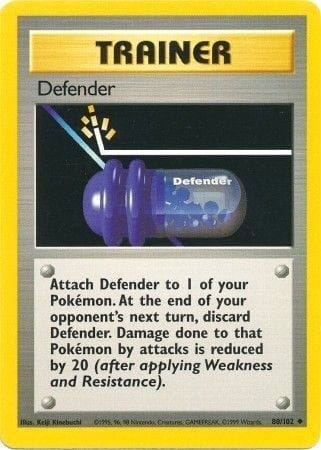 TRAINER
Defender
Defender
Attach Defender to 1 of your
Pokémon. At the end of your
opponent's next turn, discard
Defender. Damage done to that
Pokémon by attacks is reduced
by 20 (after applying Weakness
and Resistance).
Illus. Keiji Kinebuchi ©1995, 96, 98 Nintendo, Creatures, GAMEFREAK. ©1999 Wizards. 80/102 ◆